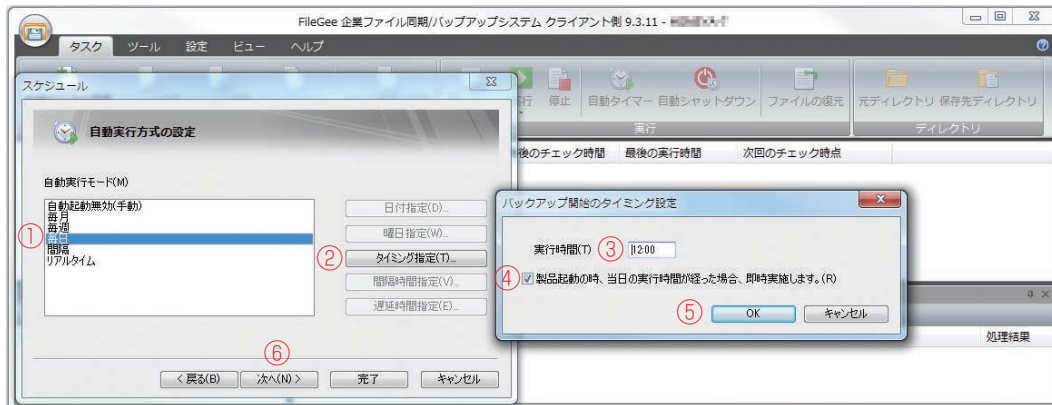 FileGee 企業ファイル同期/バップアップシステム クライアント側 9.3.11 -
タスク ツール 設定 ビュー ヘルプ
スケジュール
実行 停止 自動タイマー 自動シャットダウン ファイルの復元 元ディレクトリ 保存先ディレクトリ
実行 ディレクトリ
自動実行方式の設定
後のチェック時間 最後の実行時間 次回のチェック時点
自動実行モード(M)
自動起動無効(手動)
毎月
毎週
① 毎日
間隔
リアルタイム
日付指定(D)...
曜日指定(W)...
② タイミング指定(T)...
間隔時間指定(V)...
遅延時間指定(E)...
バックアップ開始のタイミング設定
実行時間(T) ③ 12:00
④ 製品起動の時、当日の実行時間が経った場合、即時実施します。(R)
⑤ OK キャンセル
処理結果
⑥
< 戻る(B) 次へ(N) > 完了 キャンセル